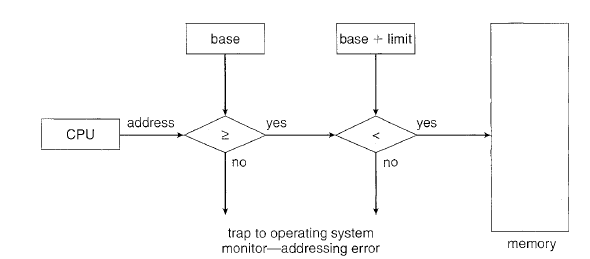 base
base + limit
address
yes
yes
CPU
≥
<
no
no
trap to operating system
monitor—addressing error
memory